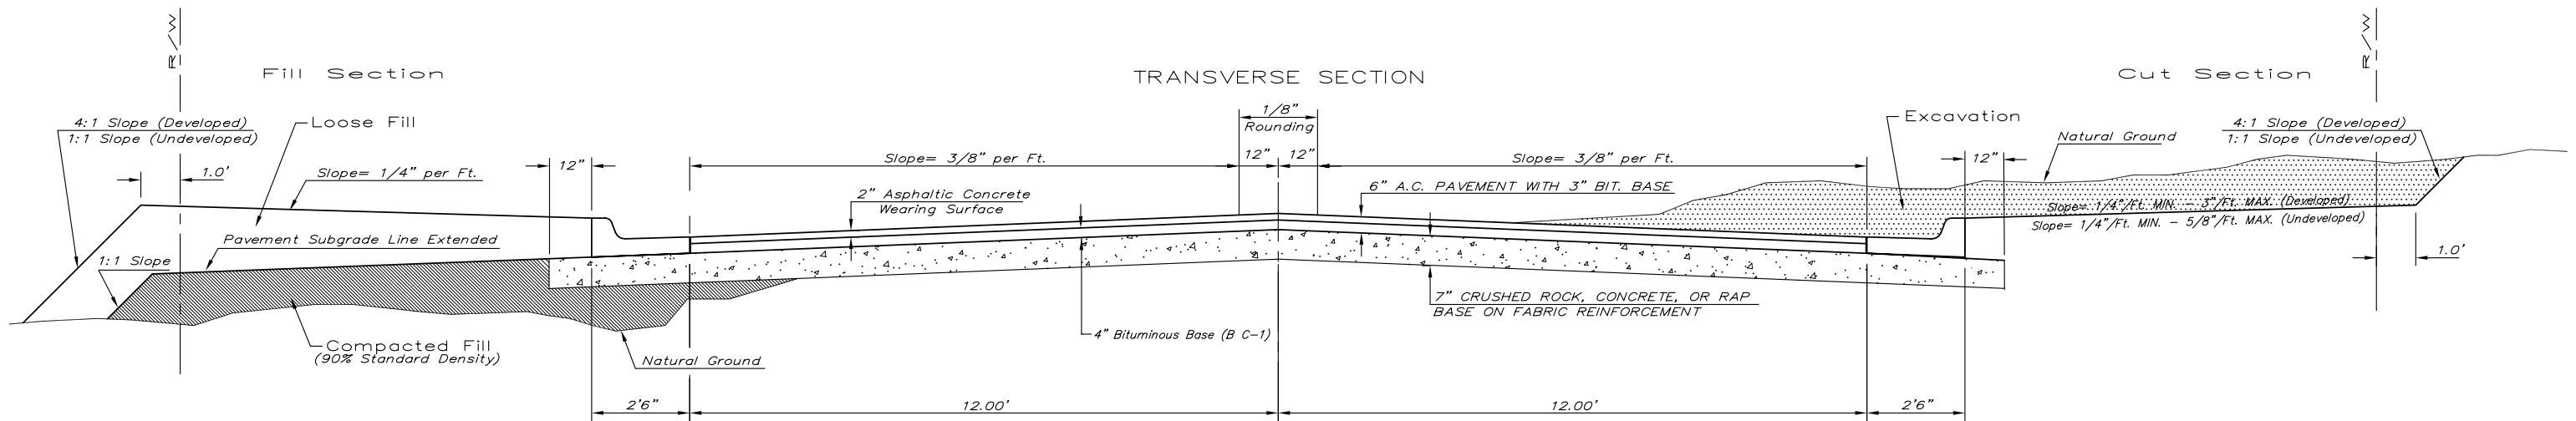 R/W
R/W
Fill Section
TRANSVERSE SECTION
Cut Section
1/8"
Rounding
4:1 Slope (Developed)
1:1 Slope (Undeveloped)
Loose Fill
Excavation
Natural Ground
4:1 Slope (Developed)
1:1 Slope (Undeveloped)
1.0'
Slope= 1/4" per Ft.
12"
Slope= 3/8" per Ft.
12"
12"
Slope= 3/8" per Ft.
12"
2" Asphaltic Concrete
Wearing Surface
6" A.C. PAVEMENT WITH 3" BIT. BASE
Slope= 1/4"/Ft. MIN. - 3"/Ft. MAX. (Developed)
Slope= 1/4"/Ft. MIN. - 5/8"/Ft. MAX. (Undeveloped)
Pavement Subgrade Line Extended
1:1 Slope
1.0'
7" CRUSHED ROCK, CONCRETE, OR RAP
BASE ON FABRIC REINFORCEMENT
4" Bituminous Base (B C-1)
Compacted Fill
(90% Standard Density)
Natural Ground
2'6"
12.00'
12.00'
2'6"